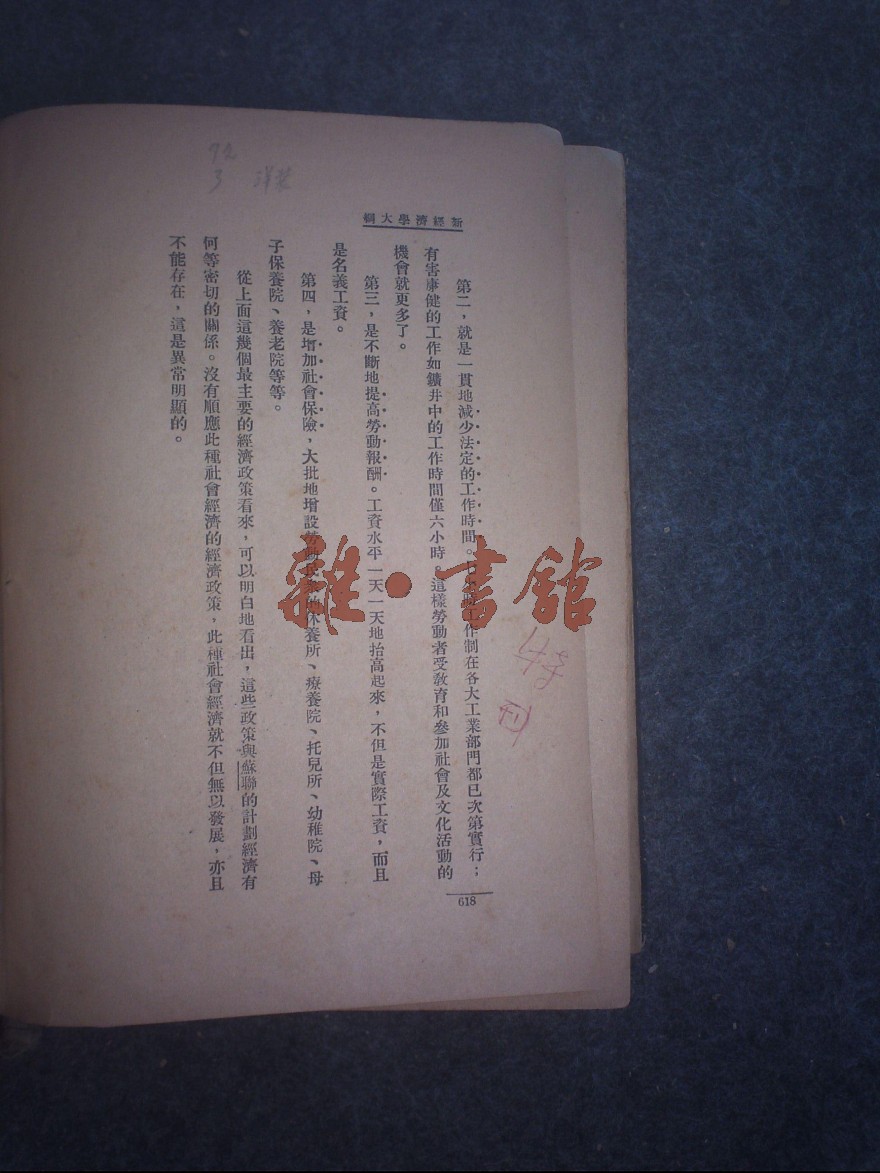 新經濟學大綱
第二，就是一貫地減少法定的工作時間。工作制在各大工業部門都已次第實行；
有害康健的工作如鑛井中的工作時間僅六小時。這樣勞動者受敎育和參加社會及文化活動的
機會就更多了。
第三，是不斷地提高勞動報酬。工資水平一天一天地抬高起來，不但是實際工資，而且
是名義工資。
第四，是增加社會保險，大批地增設勞動休養所、療養院、托兒所、幼稚院、母
子保養院、養老院等等。
從上面這幾個最主要的經濟政策看來，可以明白地看出，這些政策與蘇聯的計劃經濟有
何等密切的關係。沒有順應此種社會經濟的經濟政策，此種社會經濟就不但無以發展，亦且
不能存在，這是異常明顯的。
618
雜·書館
特
刊